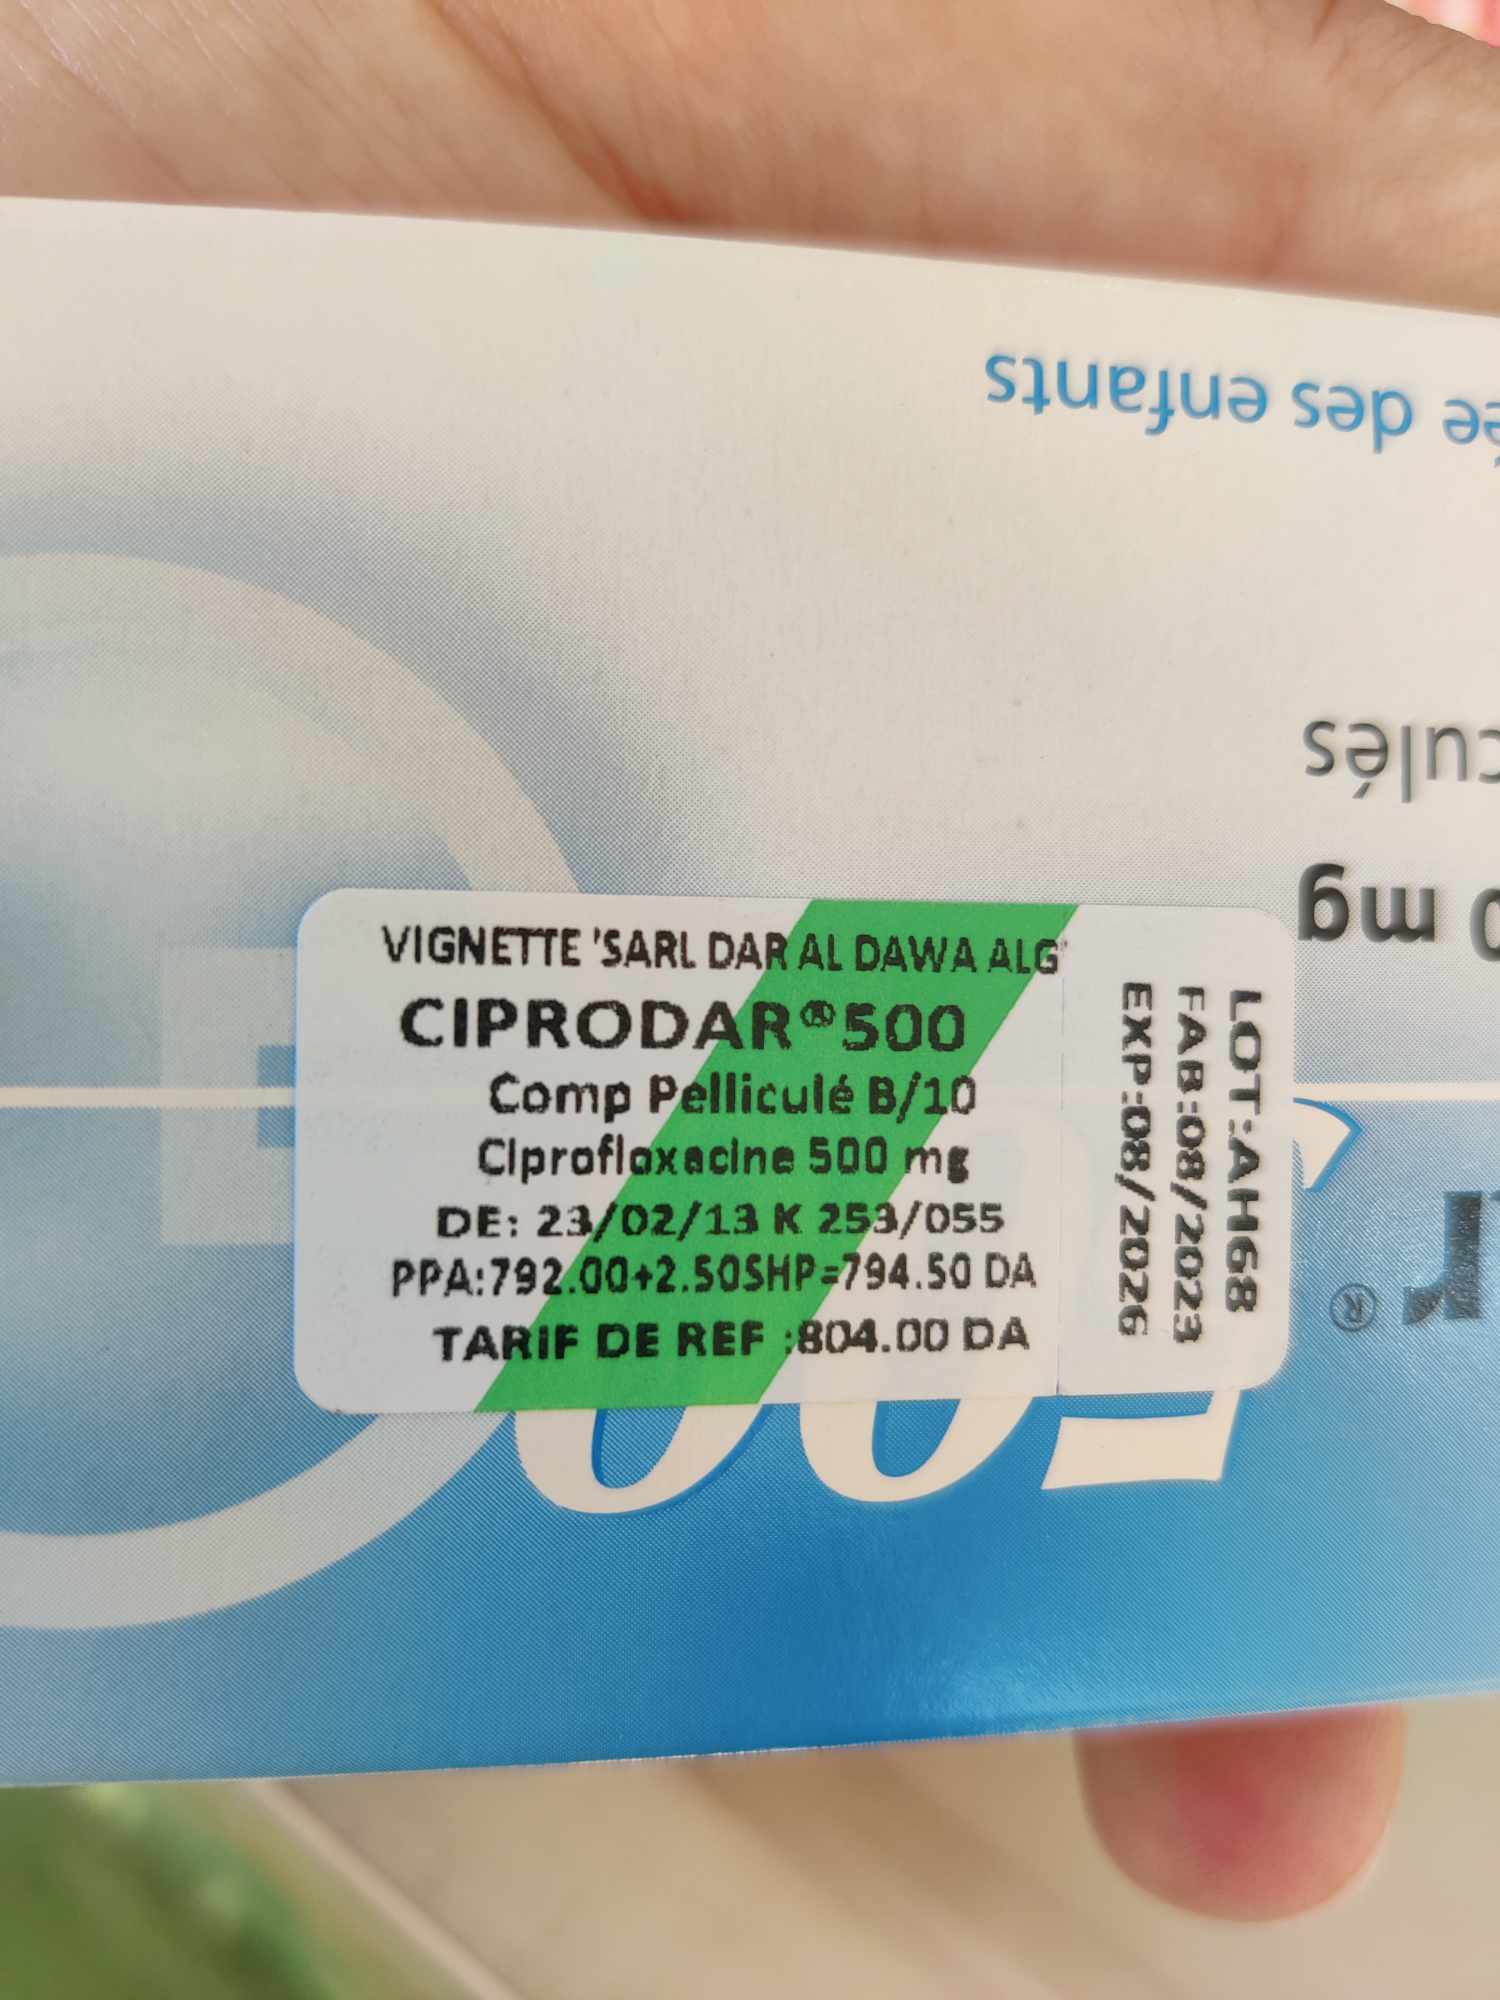 ée des enfants
culés
0 mg
r®
500
VIGNETTE 'SARL DAR AL DAWA ALG'
CIPRODAR®500
Comp Pelliculé B/10
Ciprofloxacine 500 mg
DE: 23/02/13 K 253/055
PPA:792.00+2.50SHP=794.50 DA
TARIF DE REF :804.00 DA
LOT:AH68
FAB:08/2023
EXP:08/2026